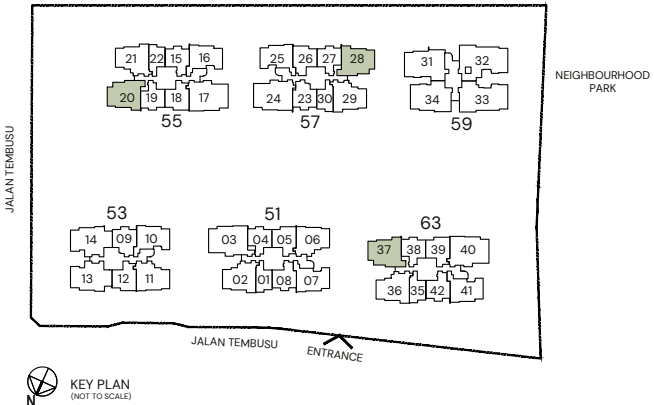 21 22 15 16
20 19 18 17
55
25 26 27 28
24 23 30 29
57
31 32
34 33
59
NEIGHBOURHOOD
PARK
JALAN TEMBUSU
53
14 09 10
13 12 11
51
03 04 05 06
02 01 08 07
63
37 38 39 40
36 35 42 41
JALAN TEMBUSU
ENTRANCE
N
KEY PLAN
(NOT TO SCALE)